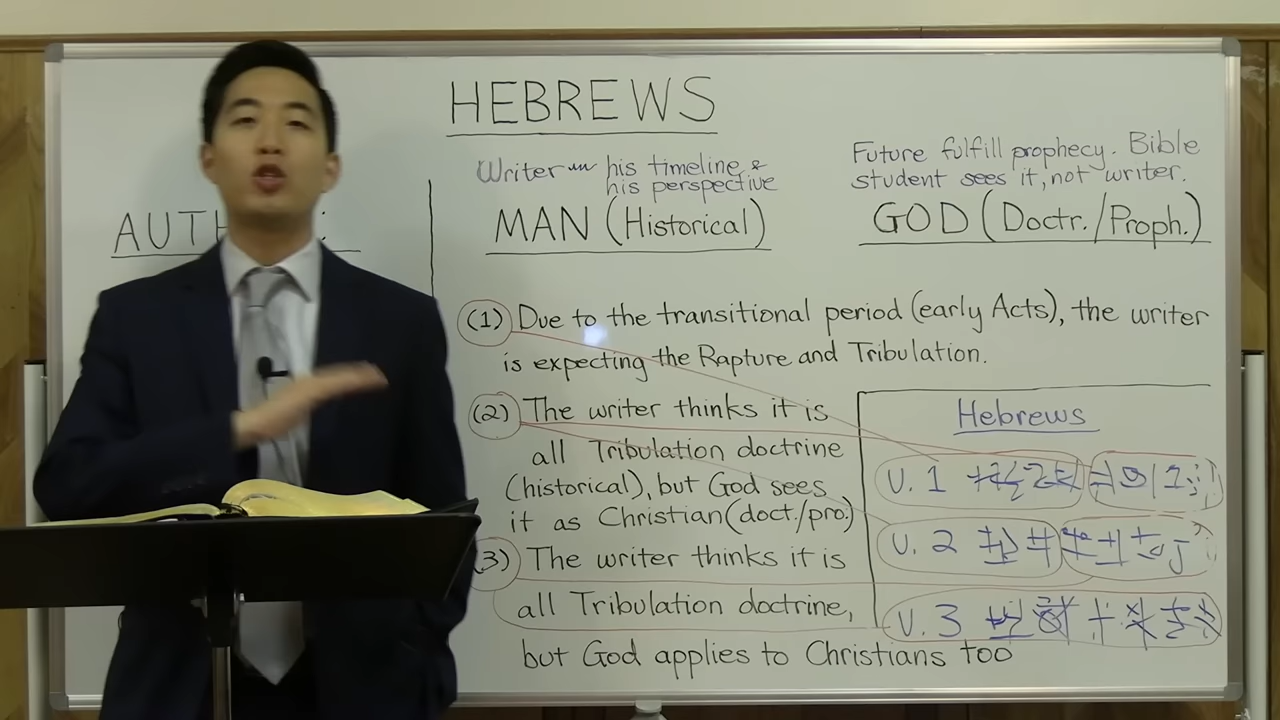 HEBREWS
Writer in his timeline &
his perspective
MAN (Historical)
Future fulfill prophecy. Bible
student sees it, not writer.
GOD (Doctr./Proph.)
(1) Due to the transitional period (early Acts), the writer
is expecting the Rapture and Tribulation.
(2) The writer thinks it is
all Tribulation doctrine
(historical), but God sees
it as Christian (doct./pro.)
(3) The writer thinks it is
all Tribulation doctrine,
but God applies to Christians too
Hebrews
V. 1
V. 2
V. 3